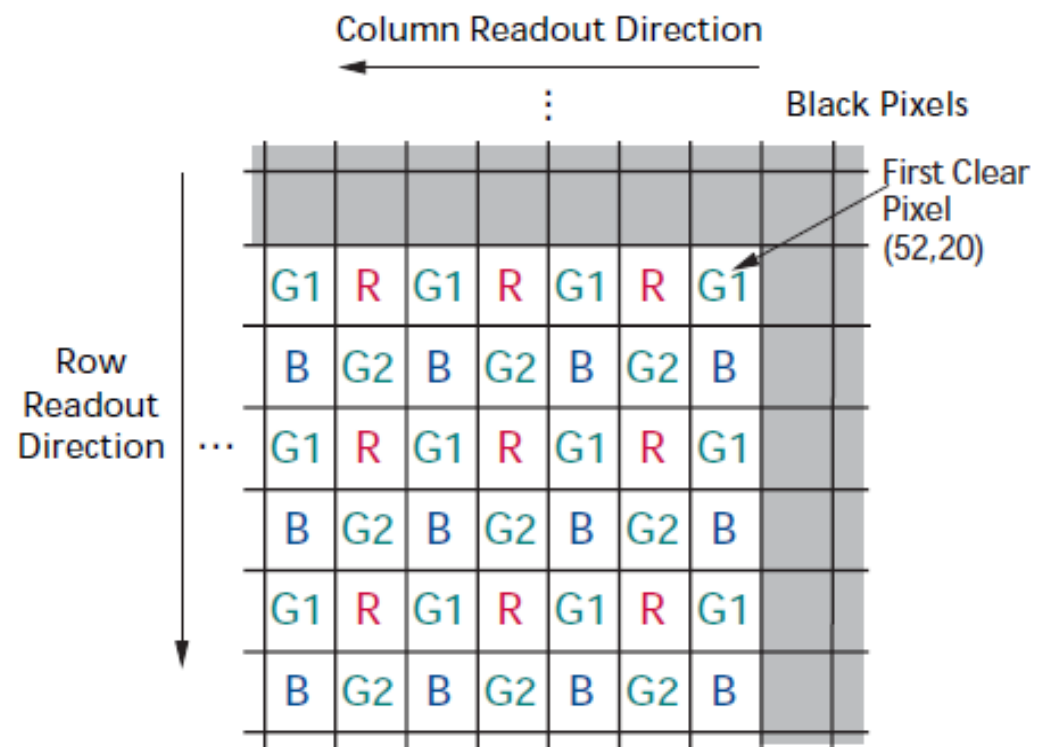 Column Readout Direction
⋮
Black Pixels
First Clear
Pixel
(52,20)
G1 R G1 R G1 R G1
B G2 B G2 B G2 B
Row
Readout
Direction
...
G1 R G1 R G1 R G1
B G2 B G2 B G2 B
G1 R G1 R G1 R G1
B G2 B G2 B G2 B